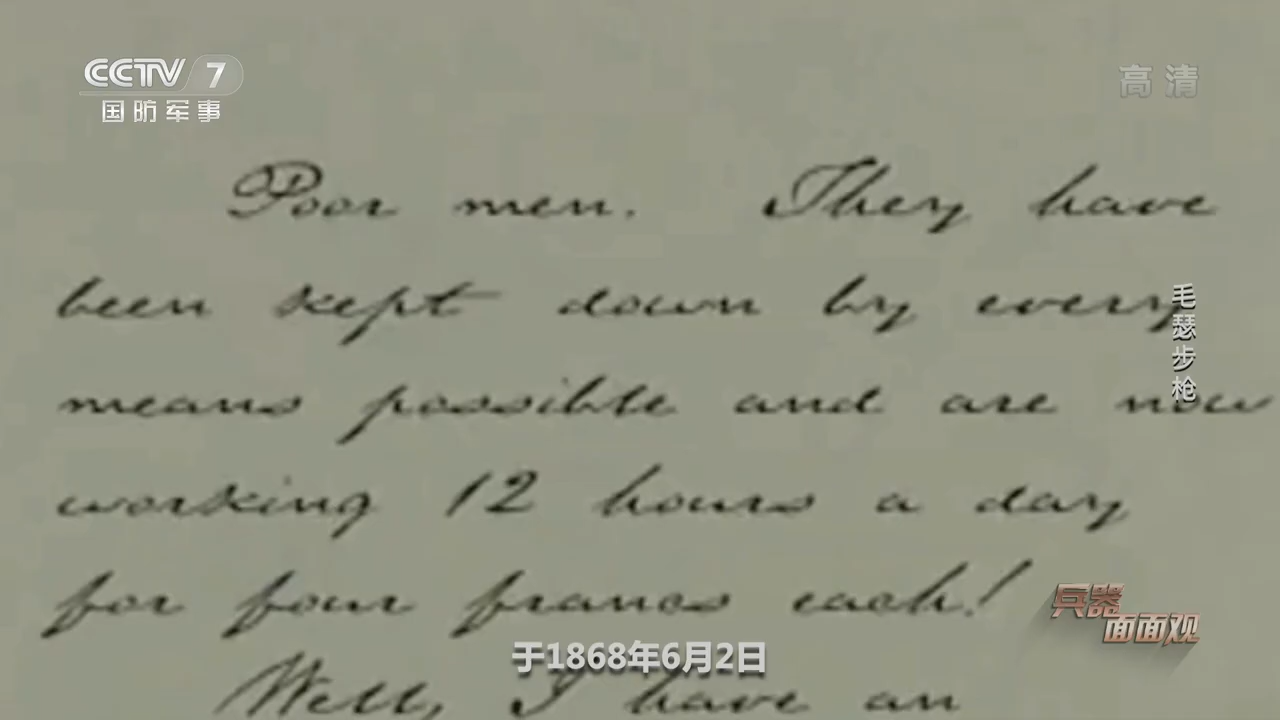 CCTV 7
国防军事
高清
Poor men. They have
been kept down by every
means possible and are now
working 12 hours a day
for four francs each!
Well, I have an
毛瑟步枪
兵器
面面观
于1868年6月2日